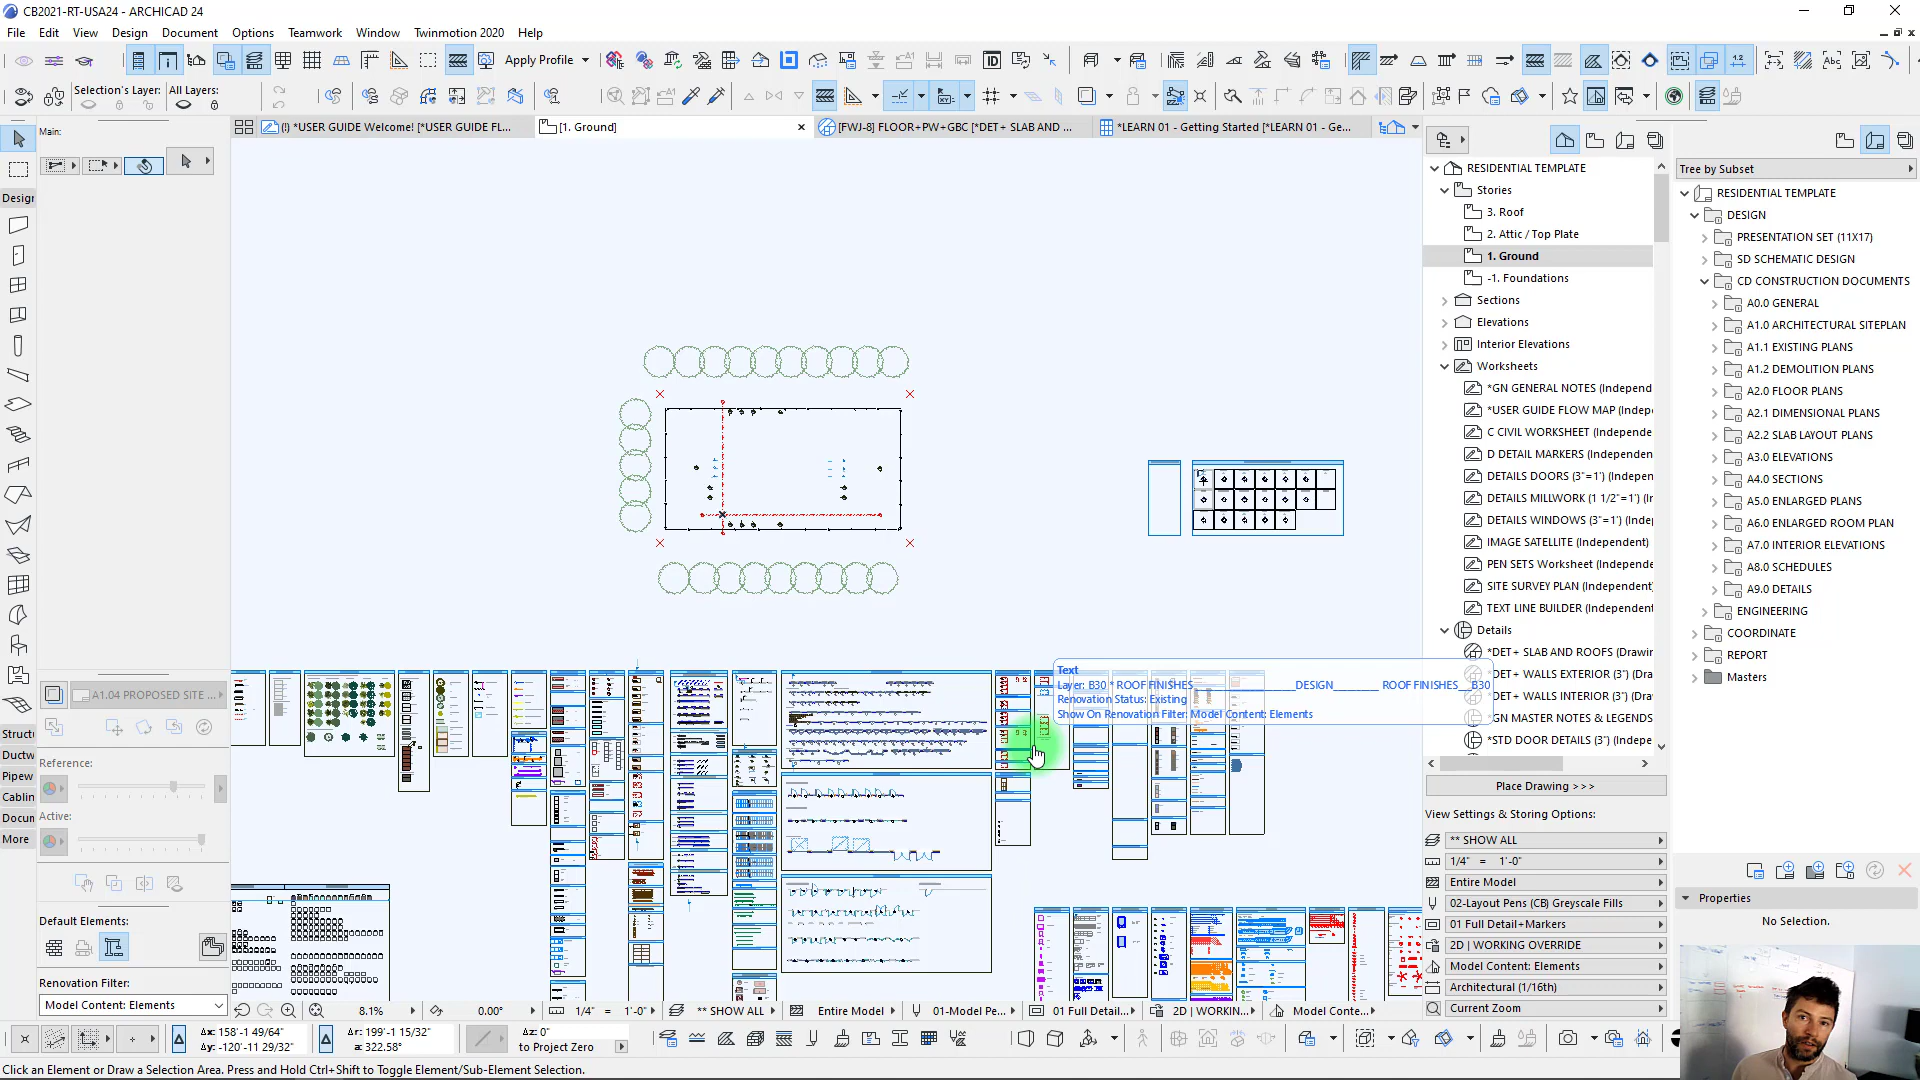 CB2021-RT-USA24 - ARCHICAD 24
File Edit View Design Document Options Teamwork Window Twinmotion 2020 Help
Apply Profile
Selection's Layer: All Layers:
(!) *USER GUIDE Welcome! [*USER GUIDE FL...
[1. Ground]
[FWJ-8] FLOOR+PW+GBC [*DET+ SLAB AND ...
*LEARN 01 - Getting Started [*LEARN 01 - Ge...
Main:
Design
Struct
Ductw
Pipew
Cablin
Docum
More
A1.04 PROPOSED SITE ...
Reference:
Active:
Default Elements:
Renovation Filter:
Model Content: Elements
Text
Layer: B30 * ROOF FINISHES____DESIGN____ ROOF FINISHES__B30
Renovation Status: Existing
Show On Renovation Filter: Model Content: Elements
RESIDENTIAL TEMPLATE
Stories
3. Roof
2. Attic / Top Plate
1. Ground
-1. Foundations
Sections
Elevations
Interior Elevations
Worksheets
*GN GENERAL NOTES (Independ
*USER GUIDE FLOW MAP (Indepe
C CIVIL WORKSHEET (Independe
D DETAIL MARKERS (Independen
DETAILS DOORS (3"=1') (Indepen
DETAILS MILLWORK (1 1/2"=1') (Ir
DETAILS WINDOWS (3"=1') (Indep
IMAGE SATELLITE (Independent)
PEN SETS Worksheet (Independen
SITE SURVEY PLAN (Independent)
TEXT LINE BUILDER (Independent
Details
*DET+ SLAB AND ROOFS (Drawin
*DET+ WALLS EXTERIOR (3") (Dra
*DET+ WALLS INTERIOR (3") (Dra
*GN MASTER NOTES & LEGENDS
*STD DOOR DETAILS (3") (Indepe
Place Drawing >>>
View Settings & Storing Options:
** SHOW ALL
1/4" = 1'-0"
Entire Model
02-Layout Pens (CB) Greyscale Fills
01 Full Detail+Markers
2D | WORKING OVERRIDE
Model Content: Elements
Architectural (1/16th)
Current Zoom
Tree by Subset
RESIDENTIAL TEMPLATE
DESIGN
PRESENTATION SET (11X17)
SD SCHEMATIC DESIGN
CD CONSTRUCTION DOCUMENTS
A0.0 GENERAL
A1.0 ARCHITECTURAL SITEPLAN
A1.1 EXISTING PLANS
A1.2 DEMOLITION PLANS
A2.0 FLOOR PLANS
A2.1 DIMENSIONAL PLANS
A2.2 SLAB LAYOUT PLANS
A3.0 ELEVATIONS
A4.0 SECTIONS
A5.0 ENLARGED PLANS
A6.0 ENLARGED ROOM PLAN
A7.0 INTERIOR ELEVATIONS
A8.0 SCHEDULES
A9.0 DETAILS
ENGINEERING
COORDINATE
REPORT
Masters
Properties
No Selection.
8.1% 0.00° 1/4" = 1'-0" ** SHOW ALL Entire Model 01-Model Pe... 01 Full Detail... 2D | WORKIN... Model Conte...
Δx: 158'-1 49/64" Δr: 199'-1 15/32" Δz: 0"
Δy: -120'-11 29/32" a: 322.58° to Project Zero
Click an Element or Draw a Selection Area. Press and Hold Ctrl+Shift to Toggle Element/Sub-Element Selection.